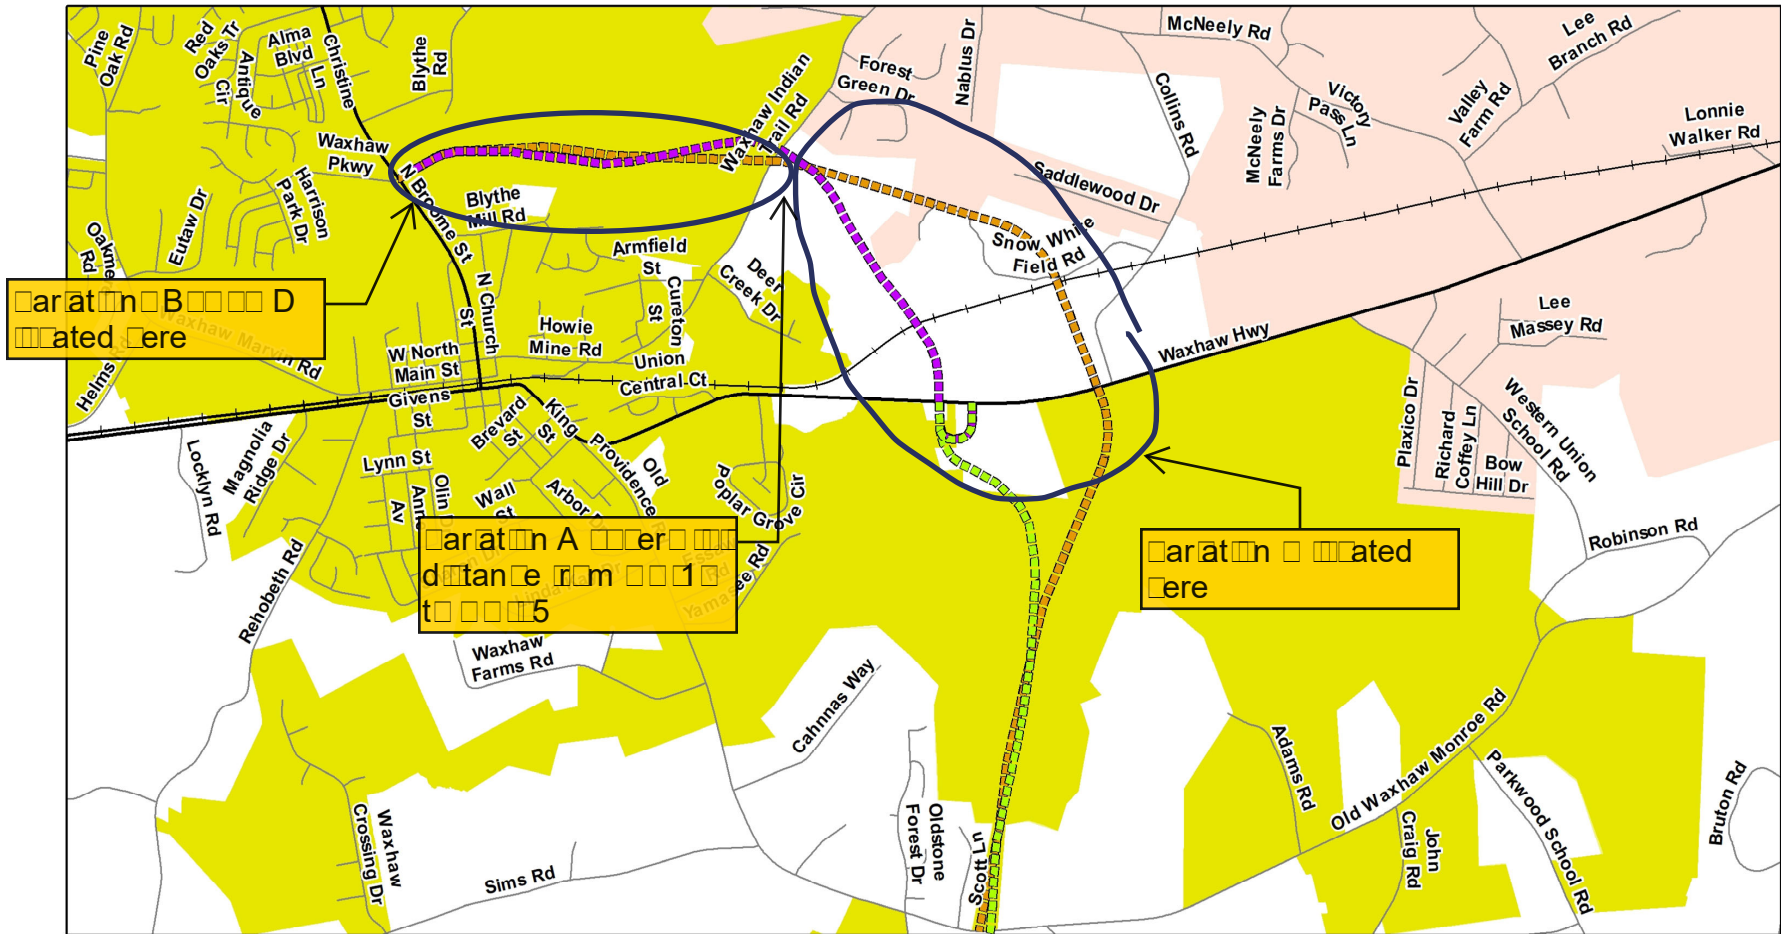 Pine
Oak Rd
Red
Oaks Tr
Alma
Blvd
Ln
Antique
Cir
Christine
Blythe
Rd
Waxhaw
Pkwy
Harrison
Park Dr
Eutaw Dr
N Broome St
Blythe
Mill Rd
Waxhaw Indian
Trail Rd
Forest
Green Dr
Nablus Dr
McNeely Rd
Collins Rd
McNeely
Farms Dr
Victory
Pass Ln
Valley
Farm Rd
Lee
Branch Rd
Lonnie
Walker Rd
Saddlewood Dr
Snow White
Field Rd
Armfield
St
Cureton
St
Deer
Creek Dr
N Church
St
Howie
Mine Rd
Union
Central Ct
W North
Main St
Givens
St
Waxhaw Marvin Rd
Helms Rd
Waxhaw Hwy
Lee
Massey Rd
Plaxico Dr
Richard
Coffey Ln
Bow
Hill Dr
Western Union
School Rd
Robinson Rd
Locklyn Rd
Magnolia
Ridge Dr
Lynn St
Brevard
St
King
St
Providence
Old
Wall
St
Olin
Av
Poplar Grove Cir
Rehobeth Rd
Waxhaw
Farms Rd
Cahnnas Way
Waxhaw
Crossing Dr
Sims Rd
Oldstone
Forest Dr
Scott Ln
Adams Rd
Old Waxhaw Monroe Rd
John
Craig Rd
Parkwood School Rd
Bruton Rd